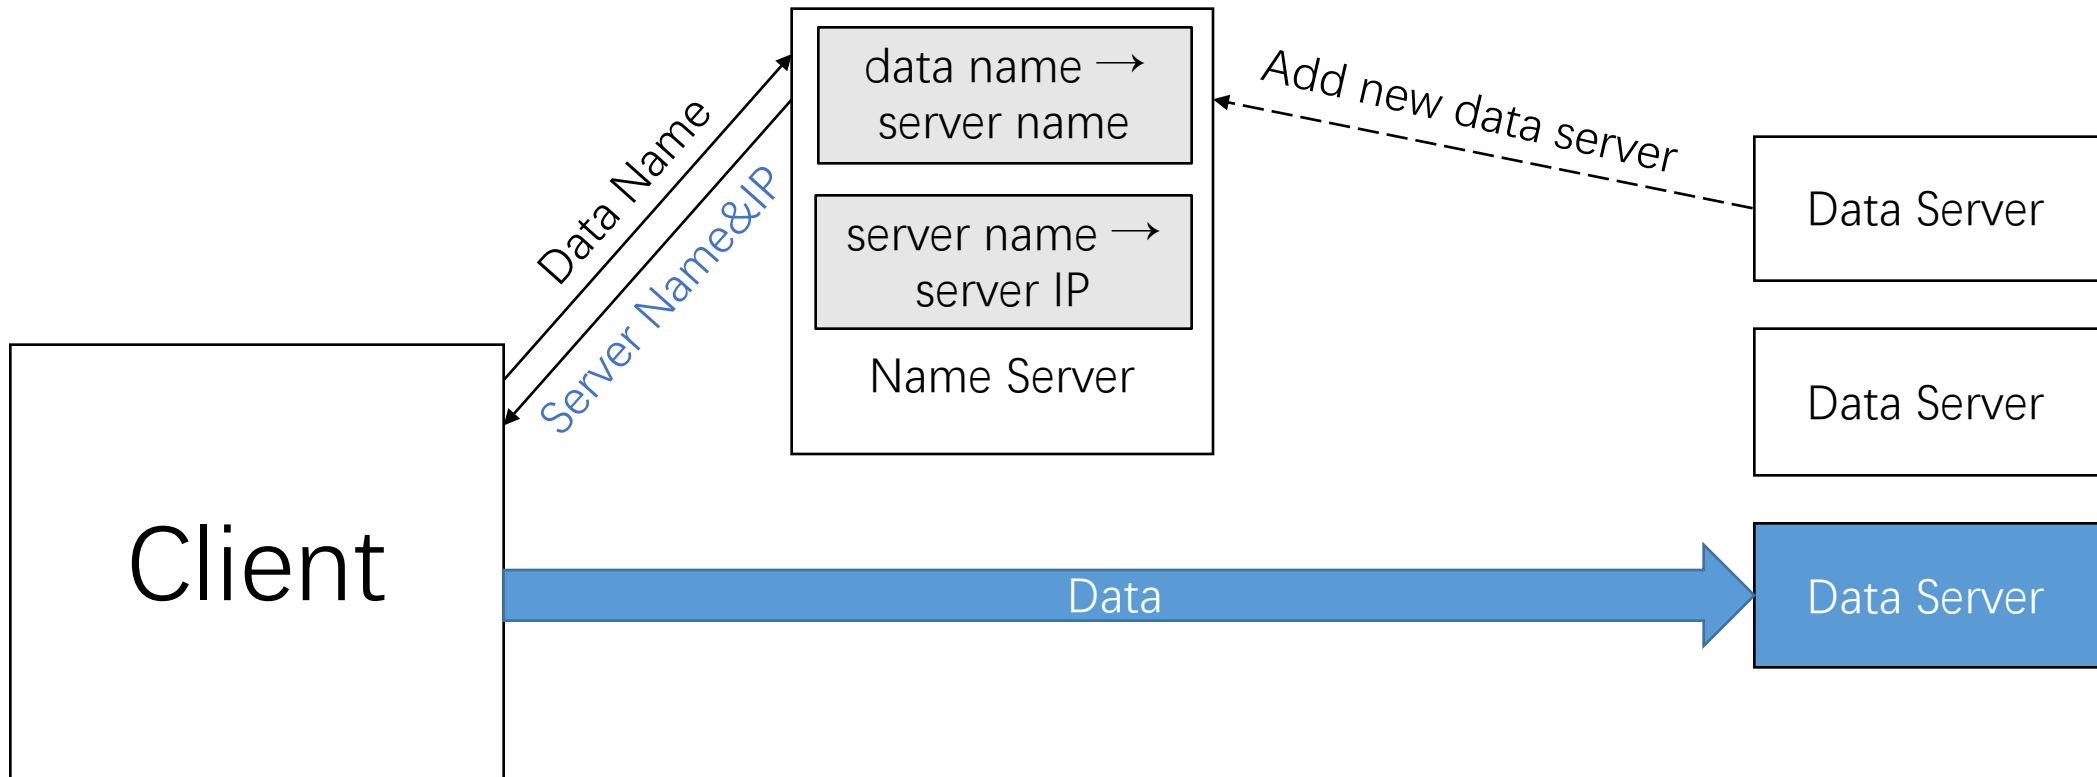 data name →
server name
server name →
server IP
Name Server
Data Name
Server Name&IP
Add new data server
Data Server
Data Server
Client
Data
Data Server